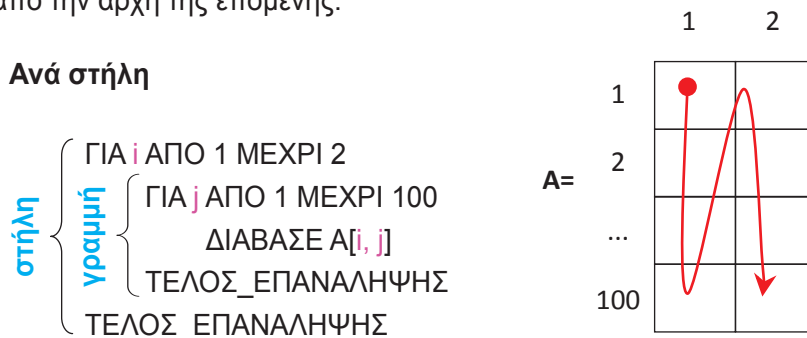 από την αρχή της επόμενης.
Ανά στήλη
στήλη
γραμμή
ΓΙΑ i ΑΠΟ 1 ΜΕΧΡΙ 2
ΓΙΑ j ΑΠΟ 1 ΜΕΧΡΙ 100
ΔΙΑΒΑΣΕ Α[i, j]
ΤΕΛΟΣ_ΕΠΑΝΑΛΗΨΗΣ
ΤΕΛΟΣ_ΕΠΑΝΑΛΗΨΗΣ
1 2
1
2
A=
...
100